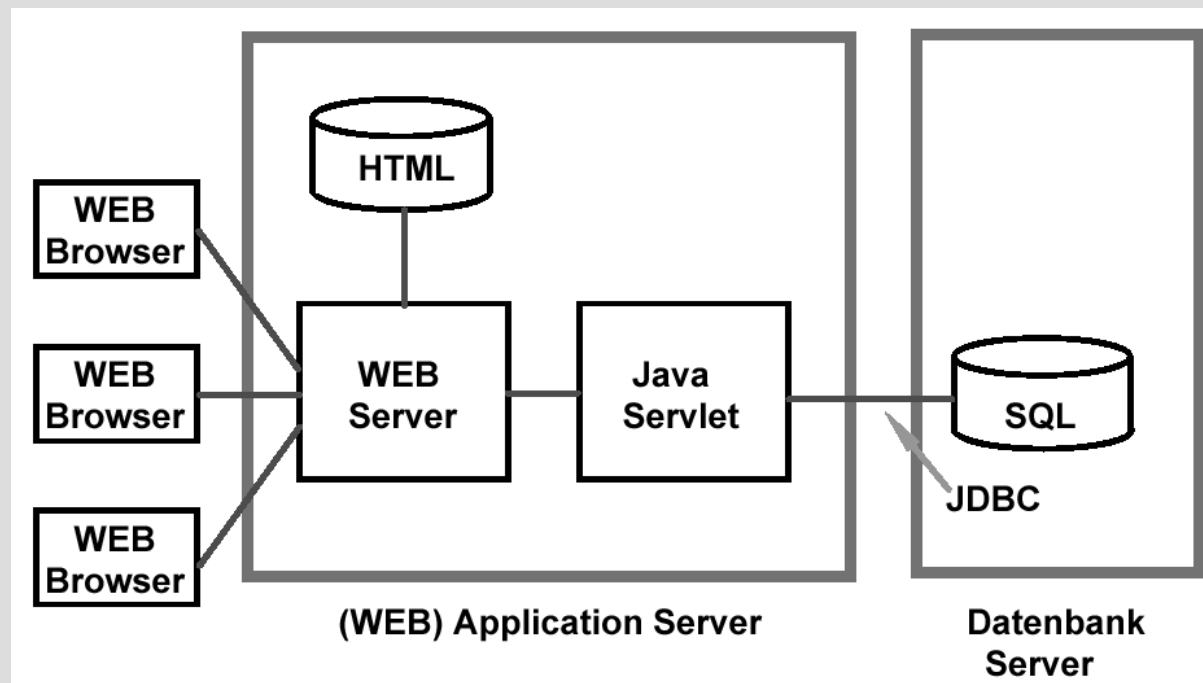 HTML
WEB
Browser
WEB
Browser
WEB
Browser
WEB
Server
Java
Servlet
SQL
JDBC
(WEB) Application Server
Datenbank
Server